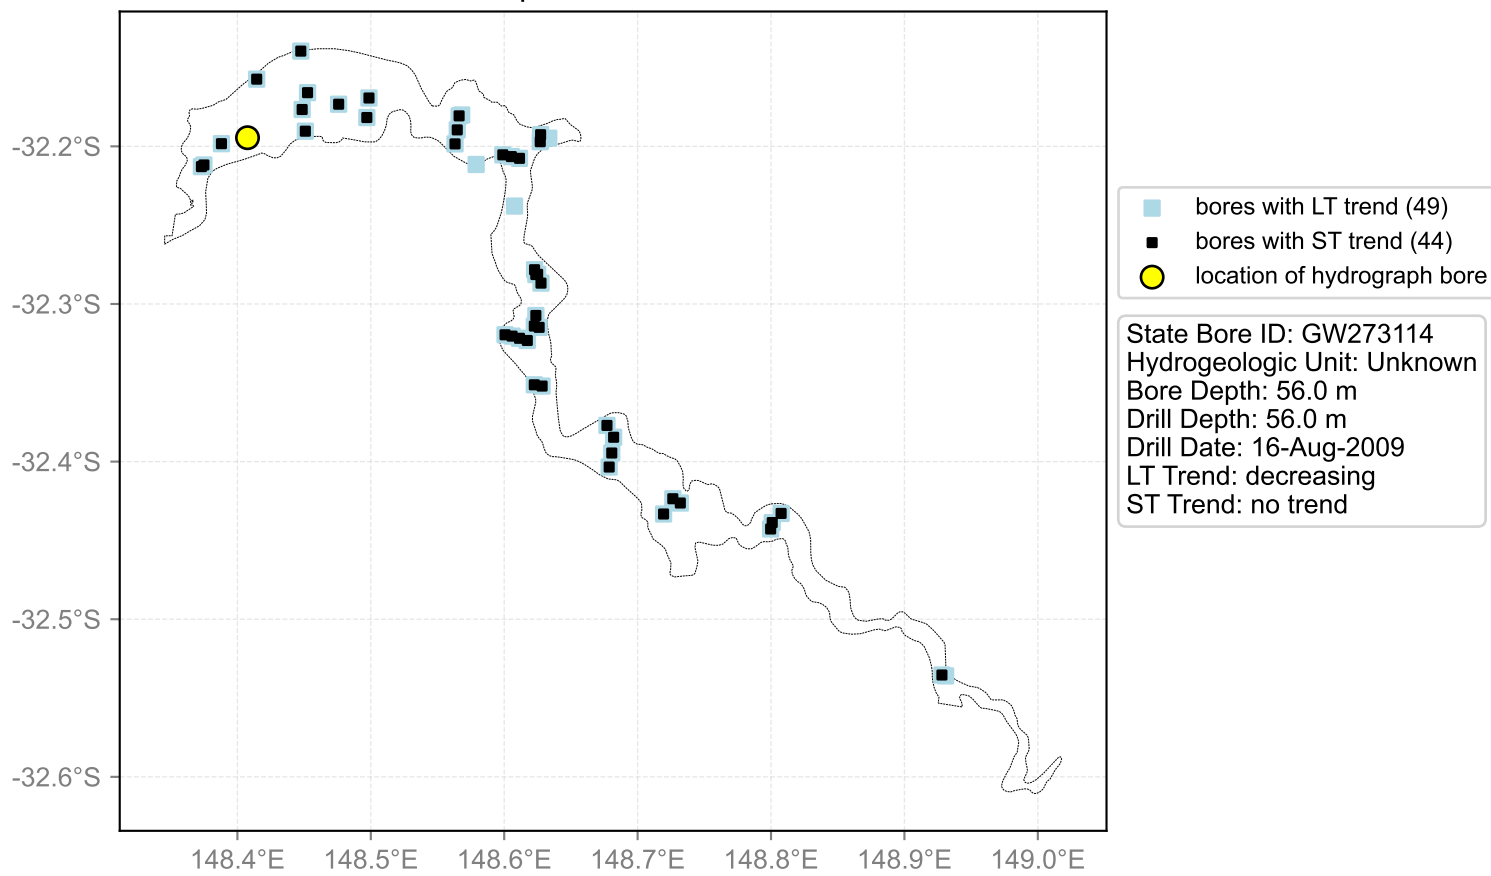 -32.2°S
-32.3°S
-32.4°S
-32.5°S
-32.6°S
148.4°E
148.5°E
148.6°E
148.7°E
148.8°E
148.9°E
149.0°E
bores with LT trend (49)
bores with ST trend (44)
location of hydrograph bore
State Bore ID: GW273114
Hydrogeologic Unit: Unknown
Bore Depth: 56.0 m
Drill Depth: 56.0 m
Drill Date: 16-Aug-2009
LT Trend: decreasing
ST Trend: no trend